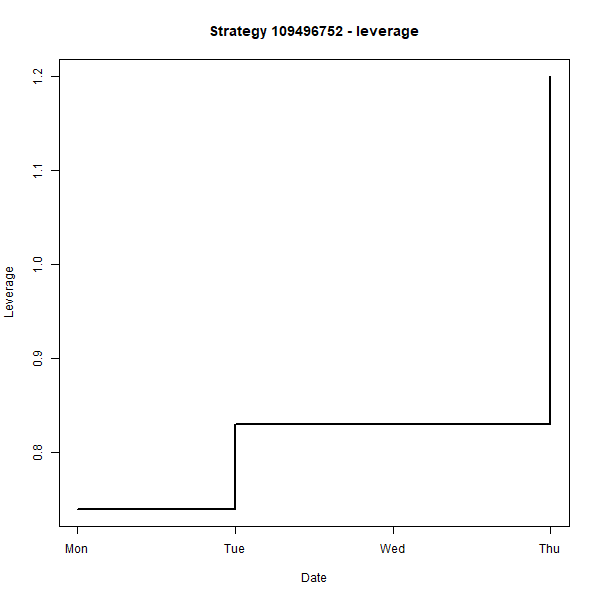 Strategy 109496752 - leverage
1.2
1.1
1.0
0.9
0.8
Leverage
Mon Tue Wed Thu
Date